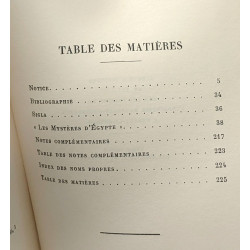 TABLE DES MATIÈRES
NOTICE. 5
BIBLIOGRAPHIE 34
SIGLA 36
« LES MYSTÈRES D'ÉGYPTE » 38
NOTES COMPLÉMENTAIRES 217
TABLE DES NOTES COMPLÉMENTAIRES 223
INDEX DES NOMS PROPRES 224
TABLE DES MATIÈRES 225